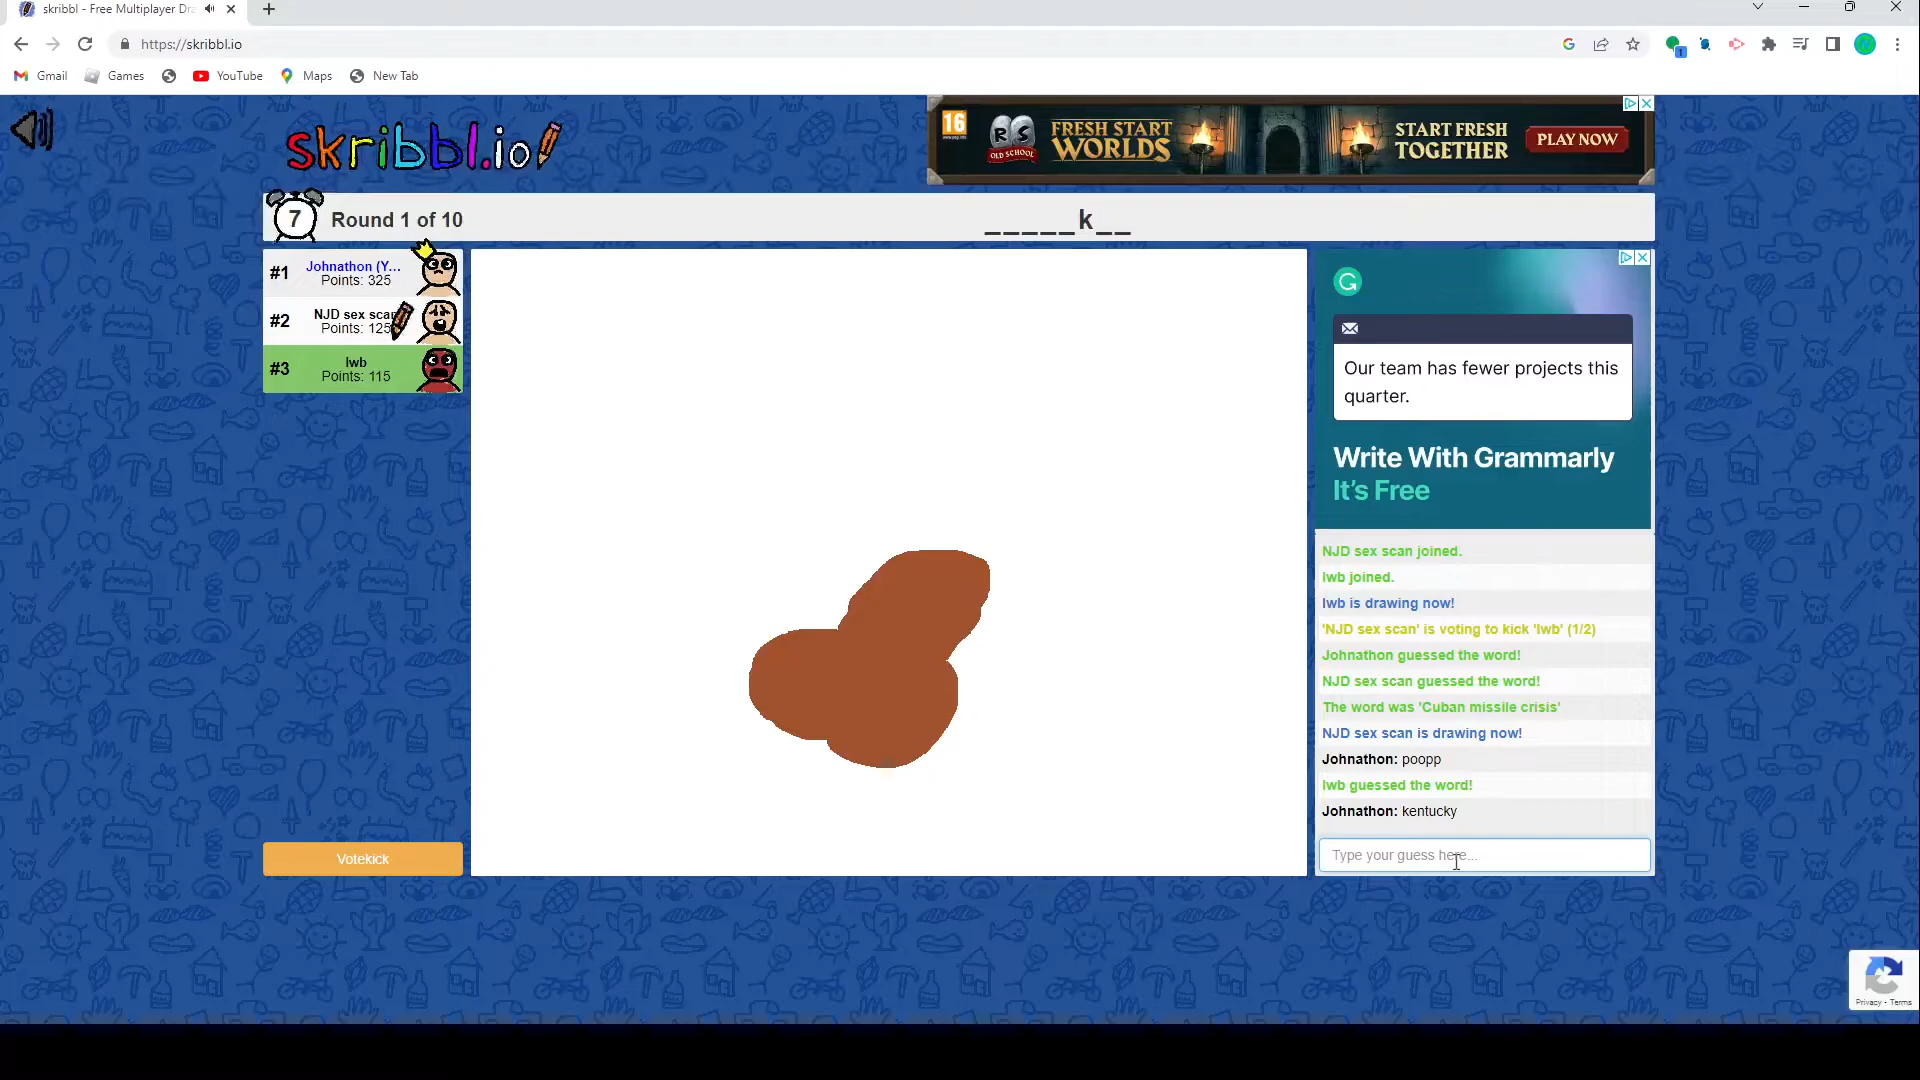 skribbl - Free Multiplayer Dr
https://skribbl.io
1
Gmail
Games
YouTube
Maps
New Tab
skribbl.io
16
RS
OLD SCHOOL
FRESH START
WORLDS
START FRESH
TOGETHER
PLAY NOW
7
Round 1 of 10
_____k__
#1
Johnathon (Y...
Points: 325
#2
NJD sex scan
Points: 125
#3
lwb
Points: 115
Our team has fewer projects this
quarter.
Write With Grammarly
It's Free
NJD sex scan joined.
lwb joined.
lwb is drawing now!
'NJD sex scan' is voting to kick 'lwb' (1/2)
Johnathon guessed the word!
NJD sex scan guessed the word!
The word was 'Cuban missile crisis'
NJD sex scan is drawing now!
Johnathon: poopp
lwb guessed the word!
Johnathon: kentucky
Type your guess here...
Votekick
Privacy - Terms